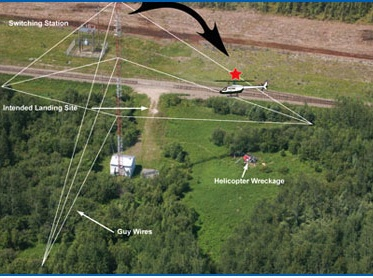 Switching Station
Intended Landing Site
Helicopter Wreckage
Guy Wires